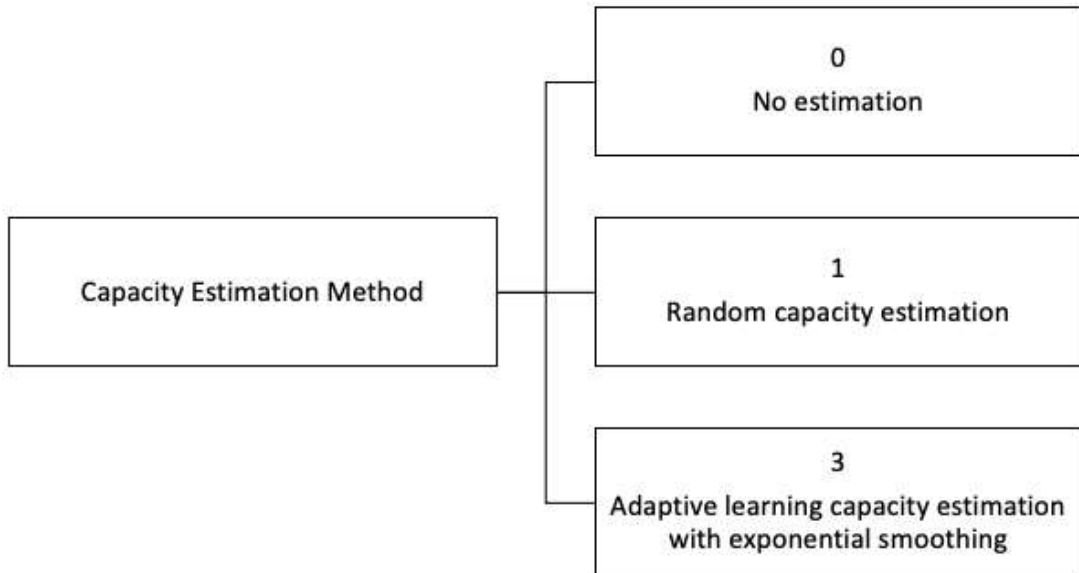 0
No estimation
Capacity Estimation Method
1
Random capacity estimation
3
Adaptive learning capacity estimation
with exponential smoothing